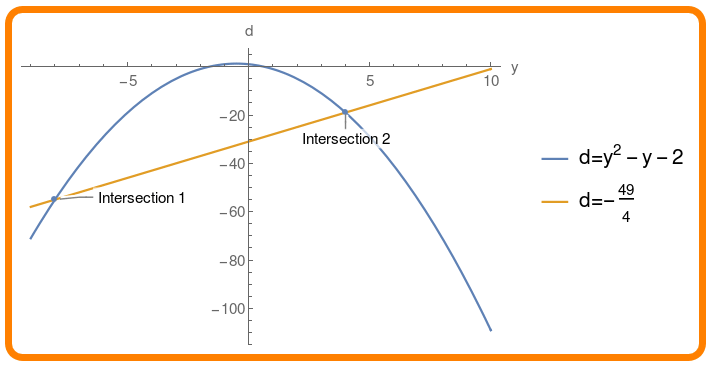 d
y
−5
5
10
−20
−40
−60
−80
−100
Intersection 1
Intersection 2
d=y² − y − 2
d=−49/4